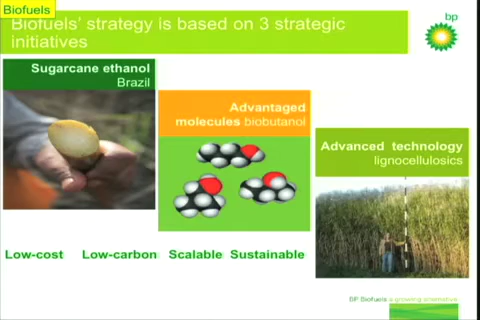 Biofuels
Biofuels' strategy is based on 3 strategic
initiatives
bp
Sugarcane ethanol
Brazil
Advantaged
molecules biobutanol
Advanced technology
lignocellulosics
Low-cost Low-carbon Scalable Sustainable
BP Biofuels a growing alternative